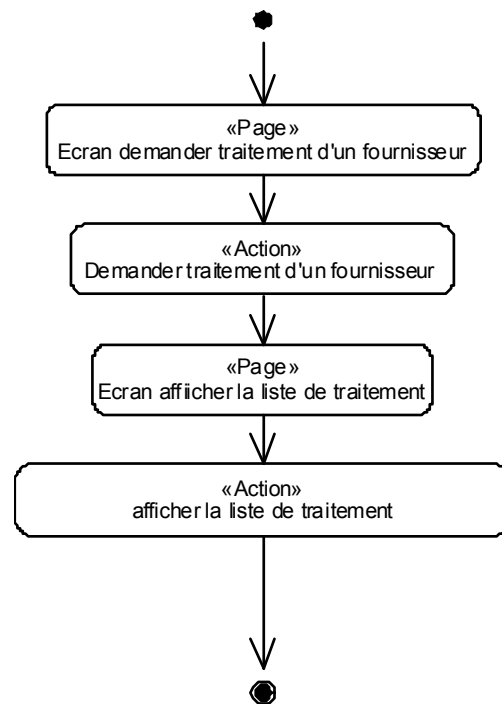 «Page»
Ecran demander traitement d'un fournisseur
«Action»
Demander traitement d'un fournisseur
«Page»
Ecran affiicher la liste de traitement
«Action»
afficher la liste de traitement